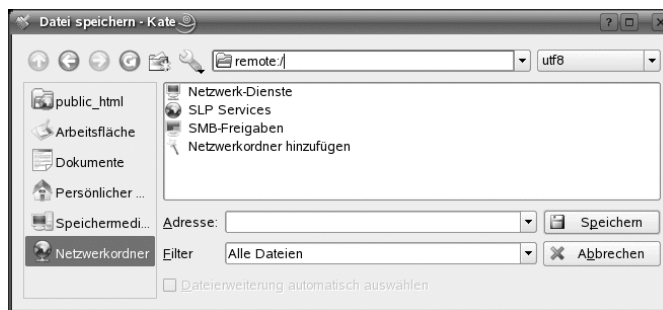 Datei speichern - Kate
remote:/
utf8
public_html
Arbeitsfläche
Dokumente
Persönlicher ...
Speichermedi...
Netzwerkordner
Netzwerk-Dienste
SLP Services
SMB-Freigaben
Netzwerkordner hinzufügen
Adresse:
Speichern
Filter
Alle Dateien
Abbrechen
Dateierweiterung automatisch auswählen